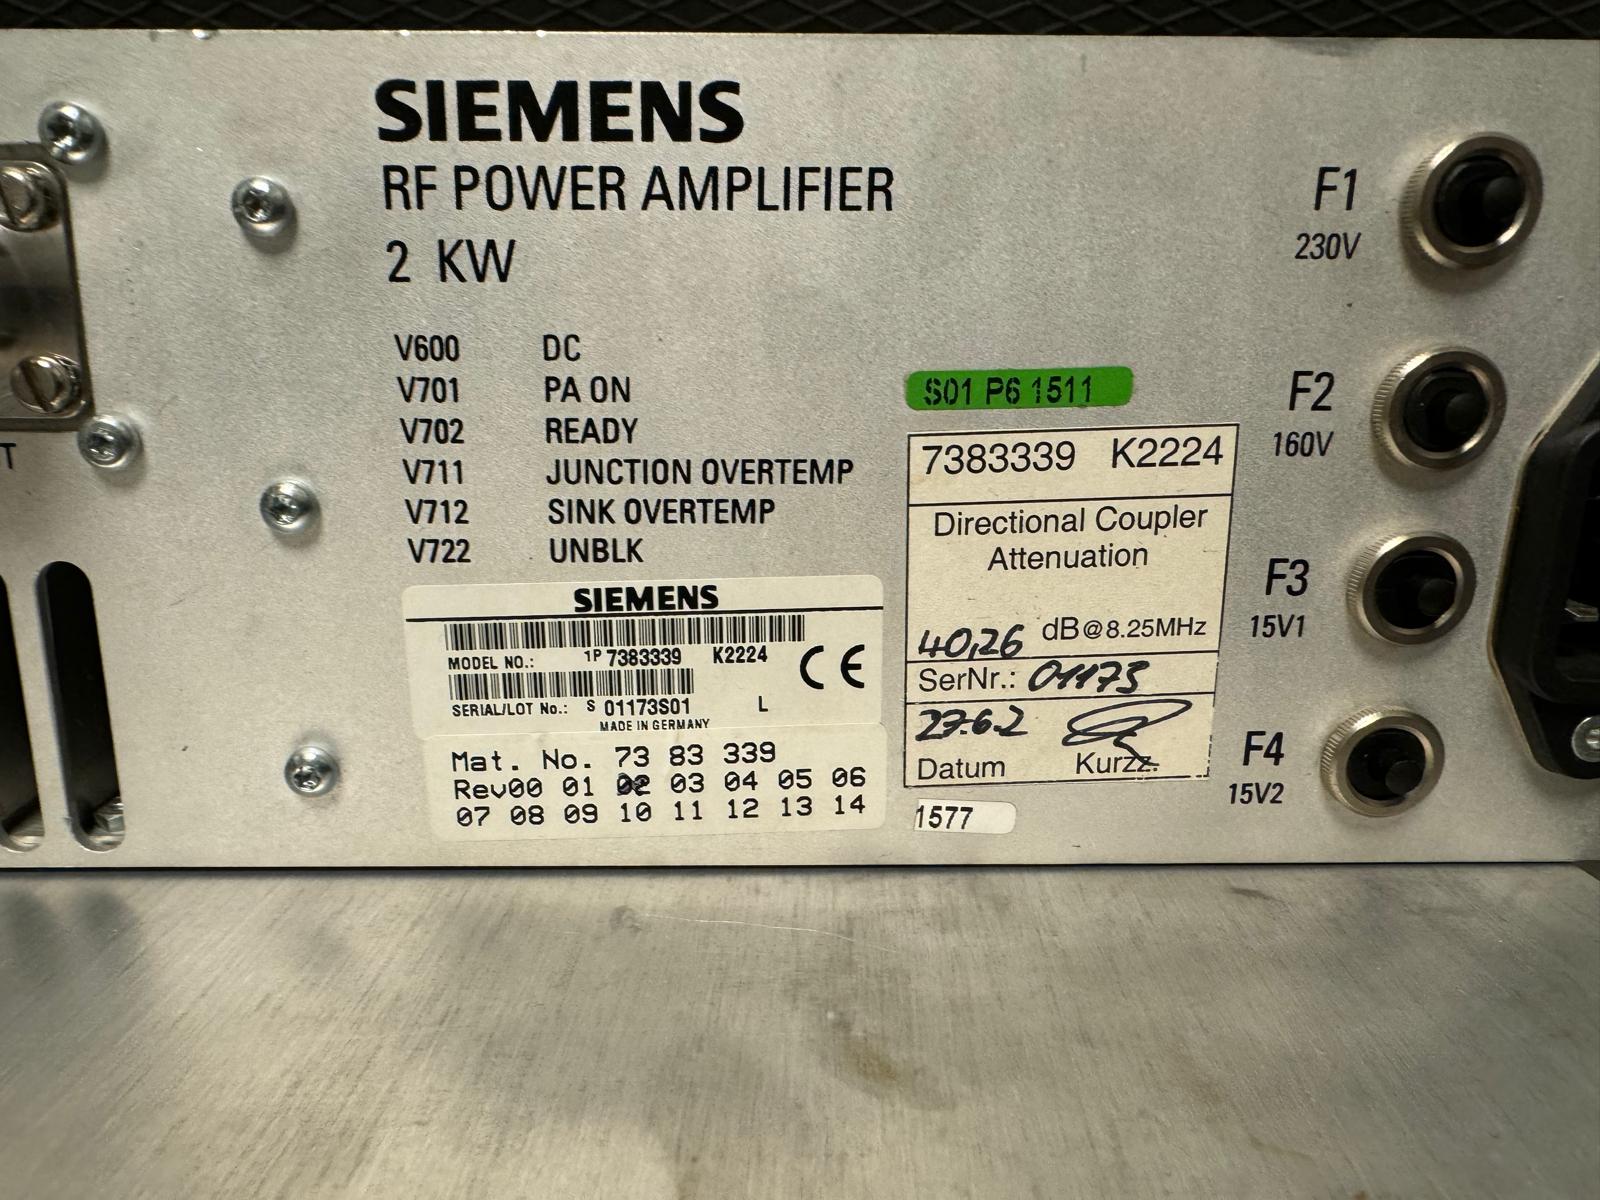 SIEMENS
RF POWER AMPLIFIER
2 KW
V600 DC
V701 PA ON
V702 READY
V711 JUNCTION OVERTEMP
V712 SINK OVERTEMP
V722 UNBLK
SIEMENS
MODEL NO.: 1P 7383339 K2224
SERIAL/LOT No.: S 01173S01 L
MADE IN GERMANY
CE
Mat. No. 73 83 339
Rev00 01 02 03 04 05 06
07 08 09 10 11 12 13 14
S01 P6 1511
7383339 K2224
Directional Coupler
Attenuation
40,26 dB@8.25MHz
SerNr.: 01173
27.6.2
Datum Kurzz.
1577
F1
230V
F2
160V
F3
15V1
F4
15V2
T